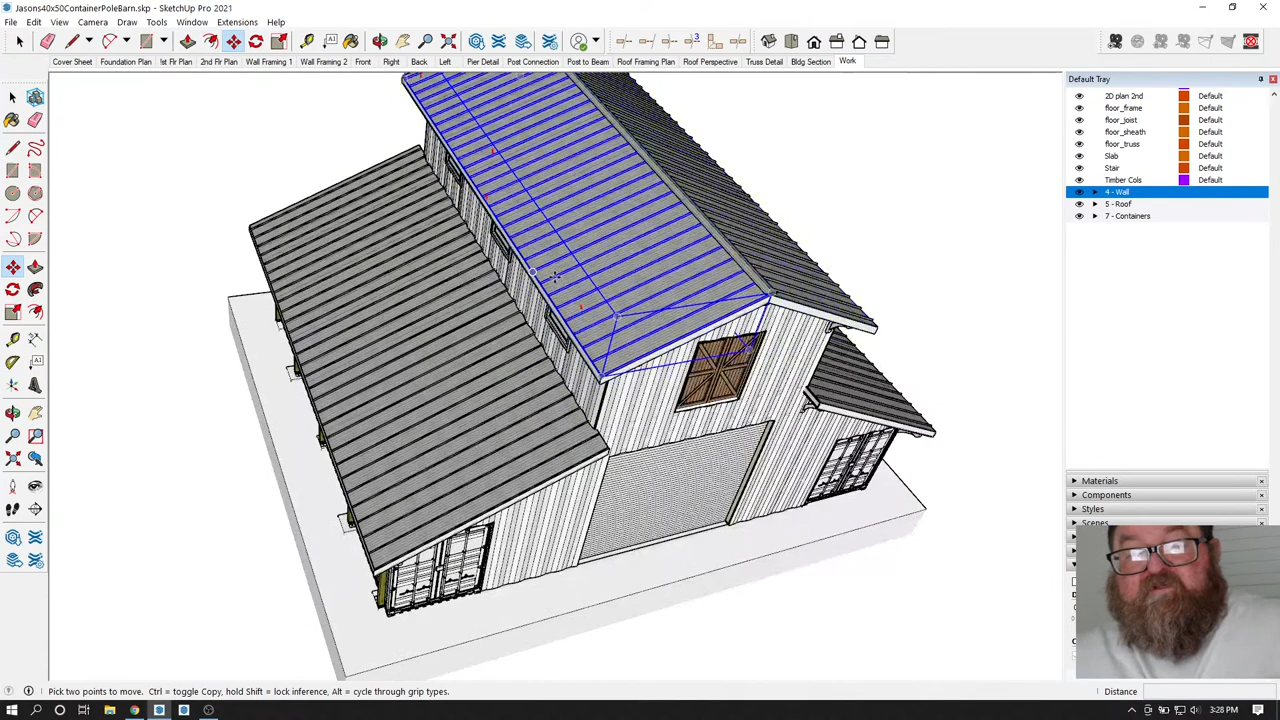 Jasons40x50ContainerPoleBarn.skp - SketchUp Pro 2021
File Edit View Camera Draw Tools Window Extensions Help
Cover Sheet Foundation Plan 1st Flr Plan 2nd Flr Plan Wall Framing 1 Wall Framing 2 Front Right Back Left Pier Detail Post Connection Post to Beam Roof Framing Plan Roof Perspective Truss Detail Bldg Section Work
Default Tray
2D plan 2nd Default
floor_frame Default
floor_joist Default
floor_sheath Default
floor_truss Default
Slab Default
Stair Default
Timber Cols Default
4 - Wall
5 - Roof
7 - Containers
Materials
Components
Styles
Scenes
Pick two points to move. Ctrl = toggle Copy, hold Shift = lock inference, Alt = cycle through grip types.
Distance
3:28 PM